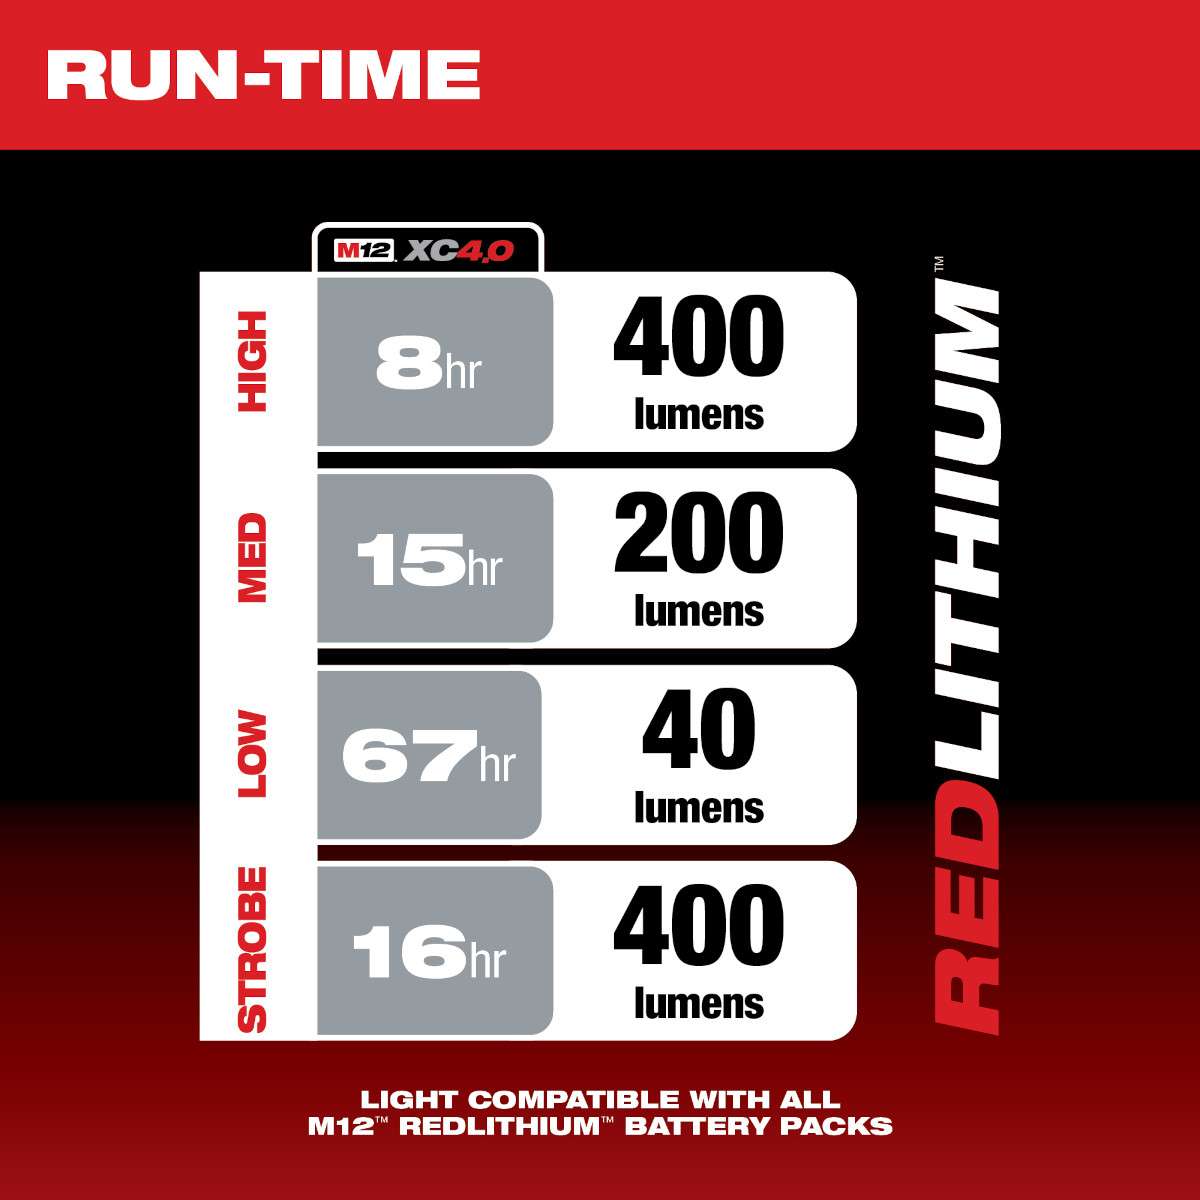 RUN-TIME
M12™ XC4,0
HIGH
8hr
400
lumens
MED
15hr
200
lumens
LOW
67hr
40
lumens
STROBE
16hr
400
lumens
REDLITHIUM™
LIGHT COMPATIBLE WITH ALL
M12™ REDLITHIUM™ BATTERY PACKS